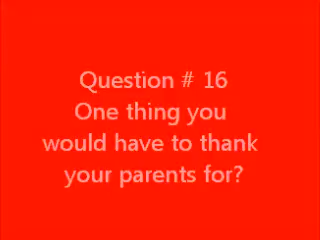 Question # 16
One thing you
would have to thank
your parents for?